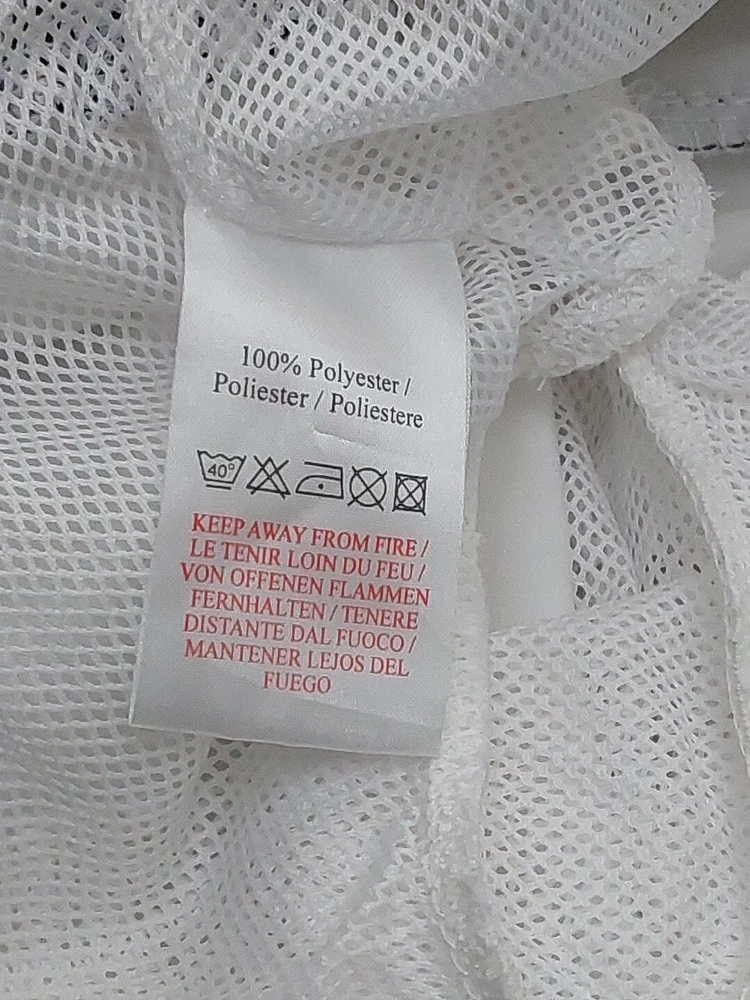 100% Polyester /
Poliester / Poliestere
40°
KEEP AWAY FROM FIRE /
LE TENIR LOIN DU FEU /
VON OFFENEN FLAMMEN
FERNHALTEN / TENERE
DISTANTE DAL FUOCO /
MANTENER LEJOS DEL
FUEGO